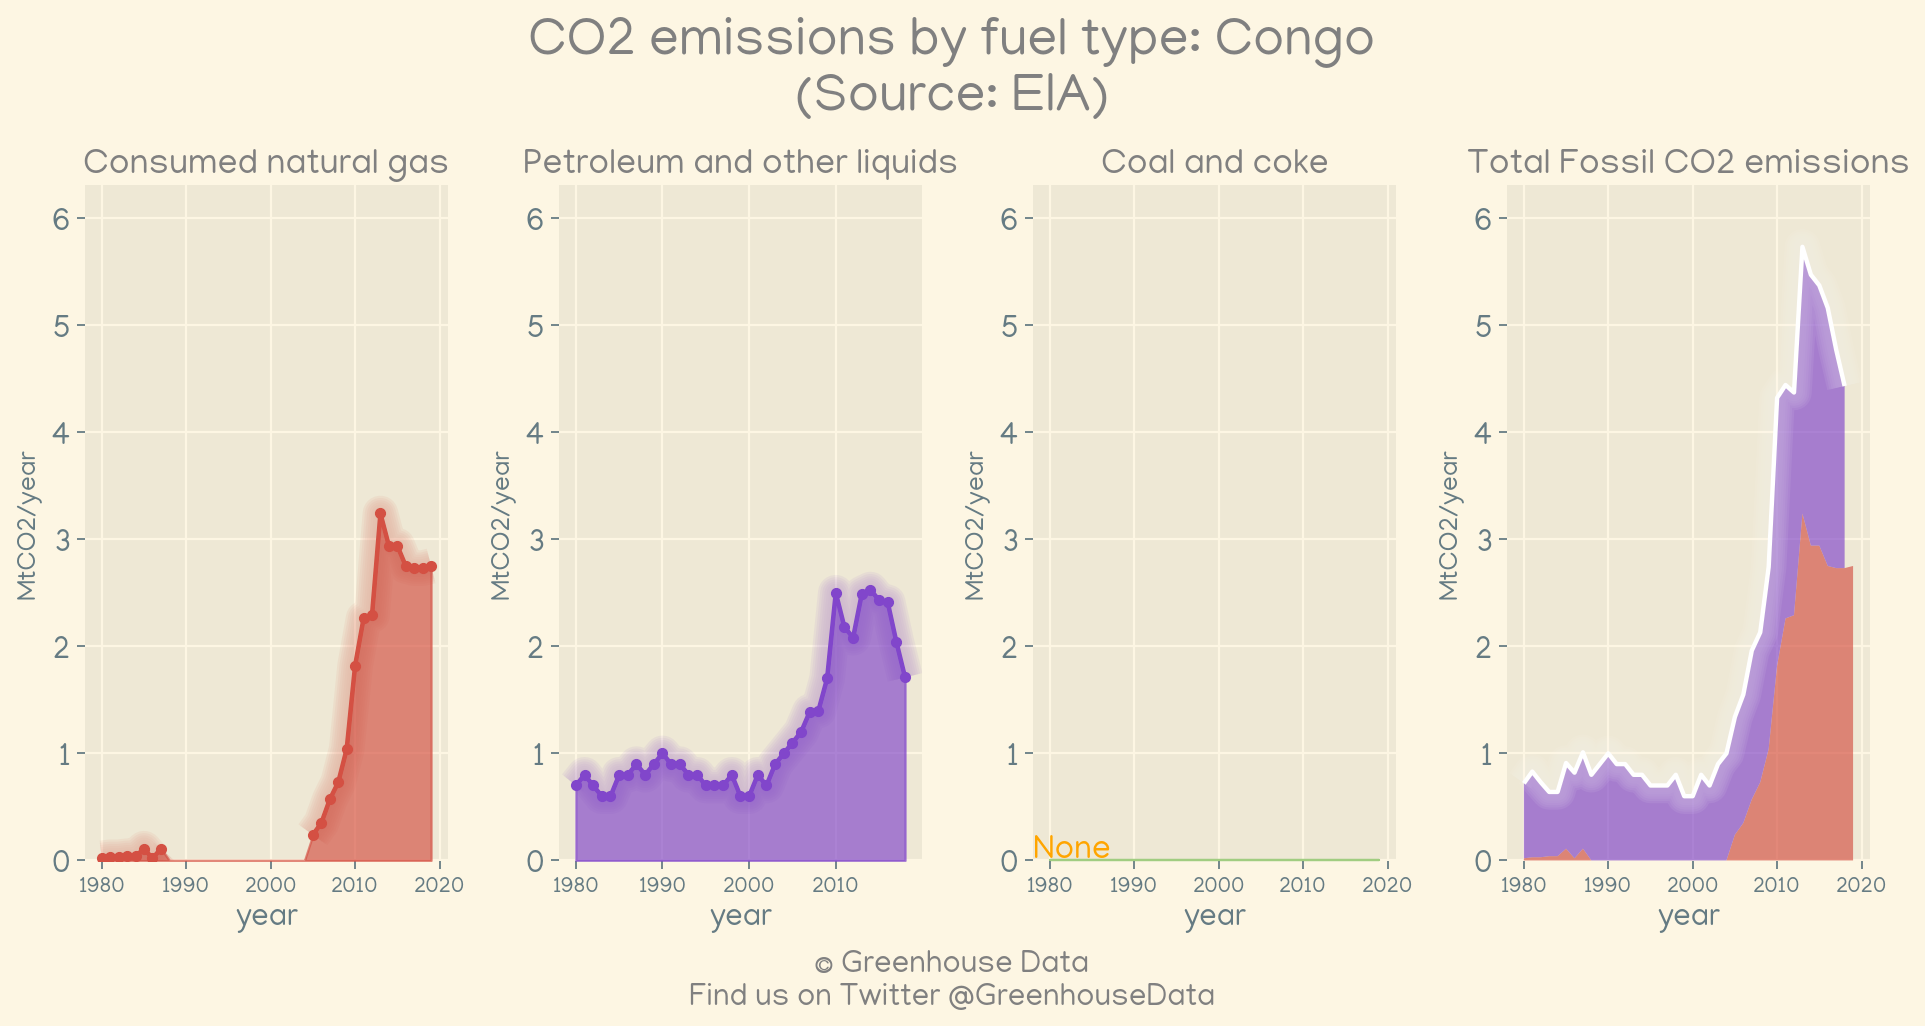 CO2 emissions by fuel type: Congo
(Source: EIA)
Consumed natural gas
Petroleum and other liquids
Coal and coke
Total Fossil CO2 emissions
6
5
4
3
2
1
0
MtCO2/year
1980 1990 2000 2010 2020
year
6
5
4
3
2
1
0
MtCO2/year
1980 1990 2000 2010
year
6
5
4
3
2
1
0
MtCO2/year
None
1980 1990 2000 2010 2020
year
6
5
4
3
2
1
0
MtCO2/year
1980 1990 2000 2010 2020
year
© Greenhouse Data
Find us on Twitter @GreenhouseData